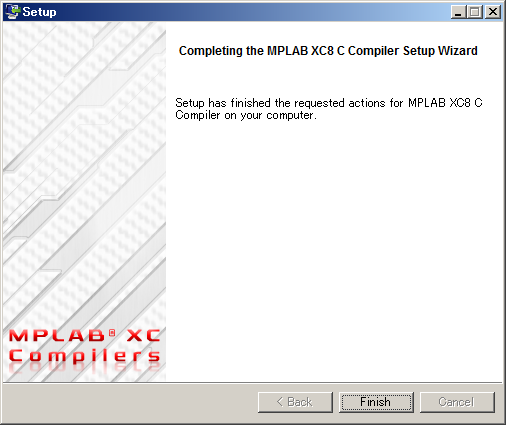 Setup
Completing the MPLAB XC8 C Compiler Setup Wizard
Setup has finished the requested actions for MPLAB XC8 C
Compiler on your computer.
MPLAB® XC
Compilers
< Back
Finish
Cancel